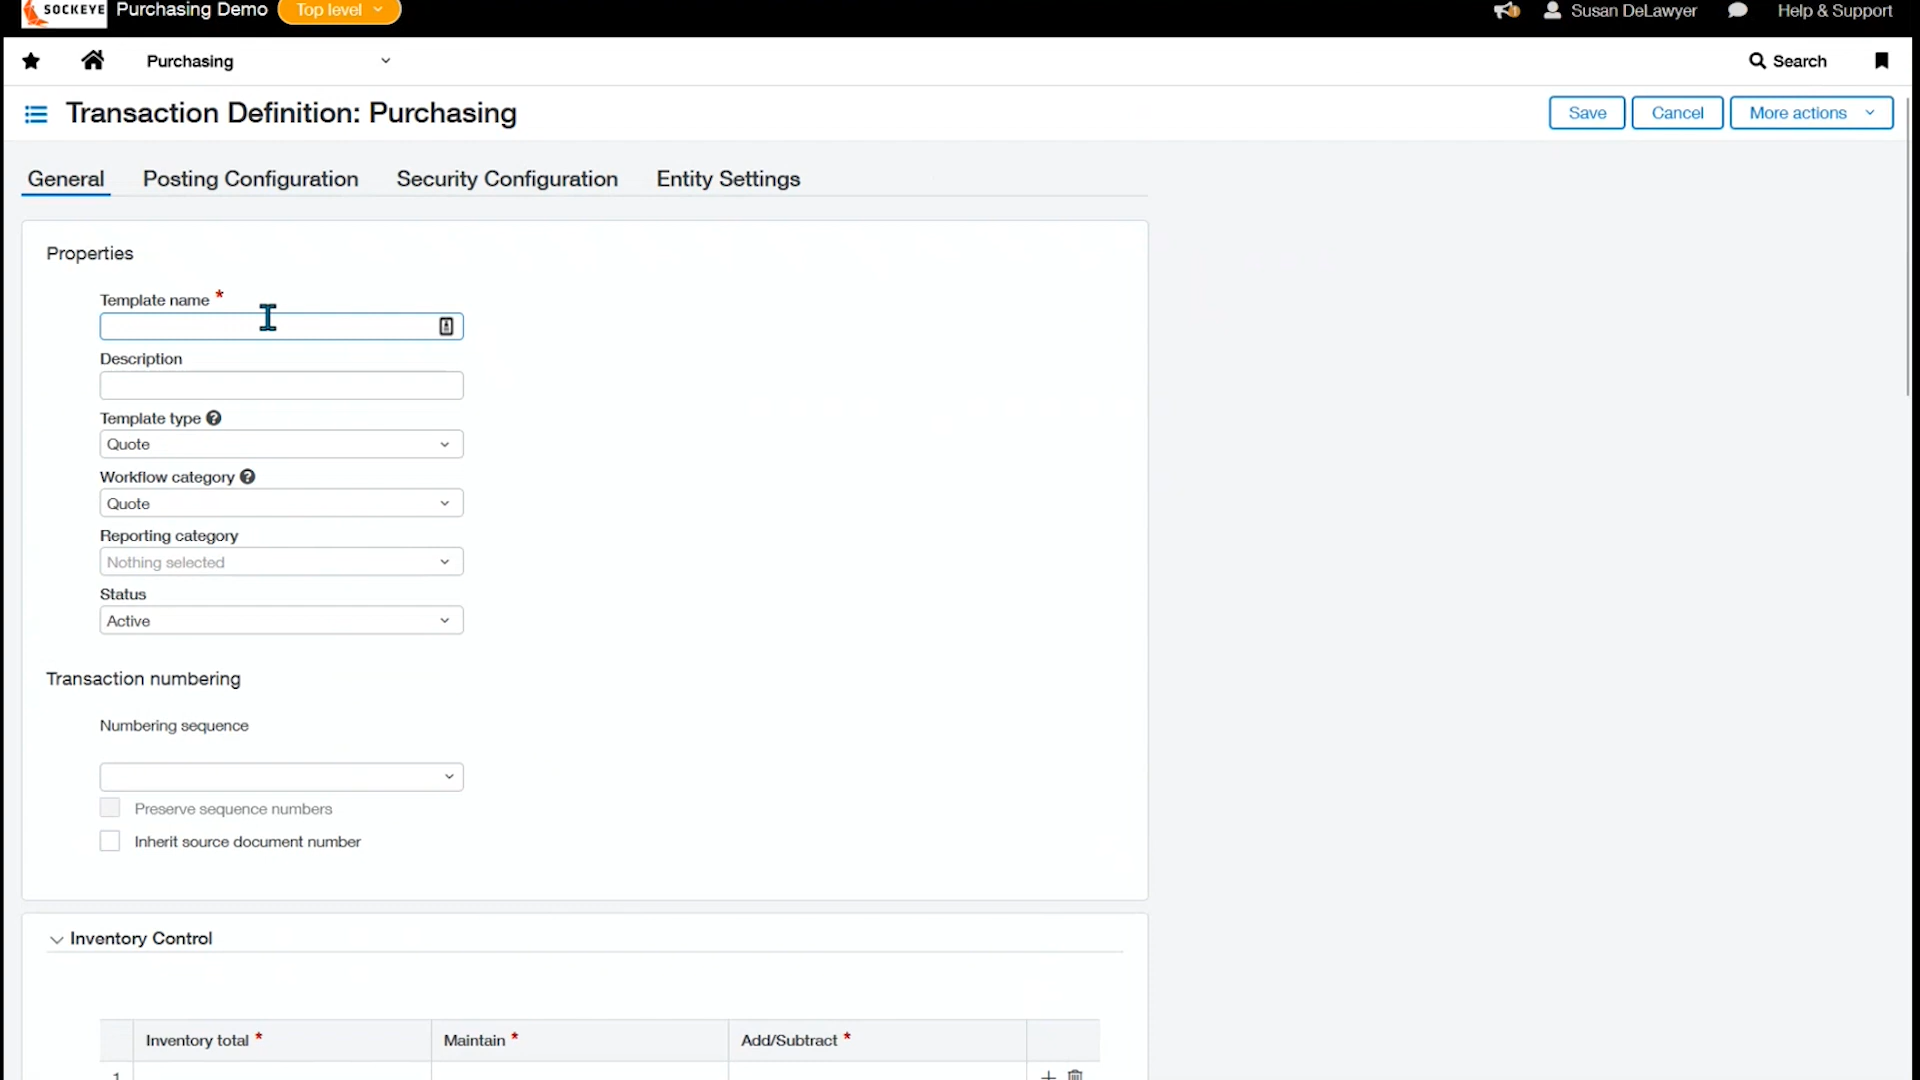 SOCKEYE Purchasing Demo Top level Susan DeLawyer Help & Support
Purchasing Search
Transaction Definition: Purchasing Save Cancel More actions
General Posting Configuration Security Configuration Entity Settings
Properties
Template name *
Description
Template type
Quote
Workflow category
Quote
Reporting category
Nothing selected
Status
Active
Transaction numbering
Numbering sequence
Preserve sequence numbers
Inherit source document number
Inventory Control
Inventory total * Maintain * Add/Subtract *
1